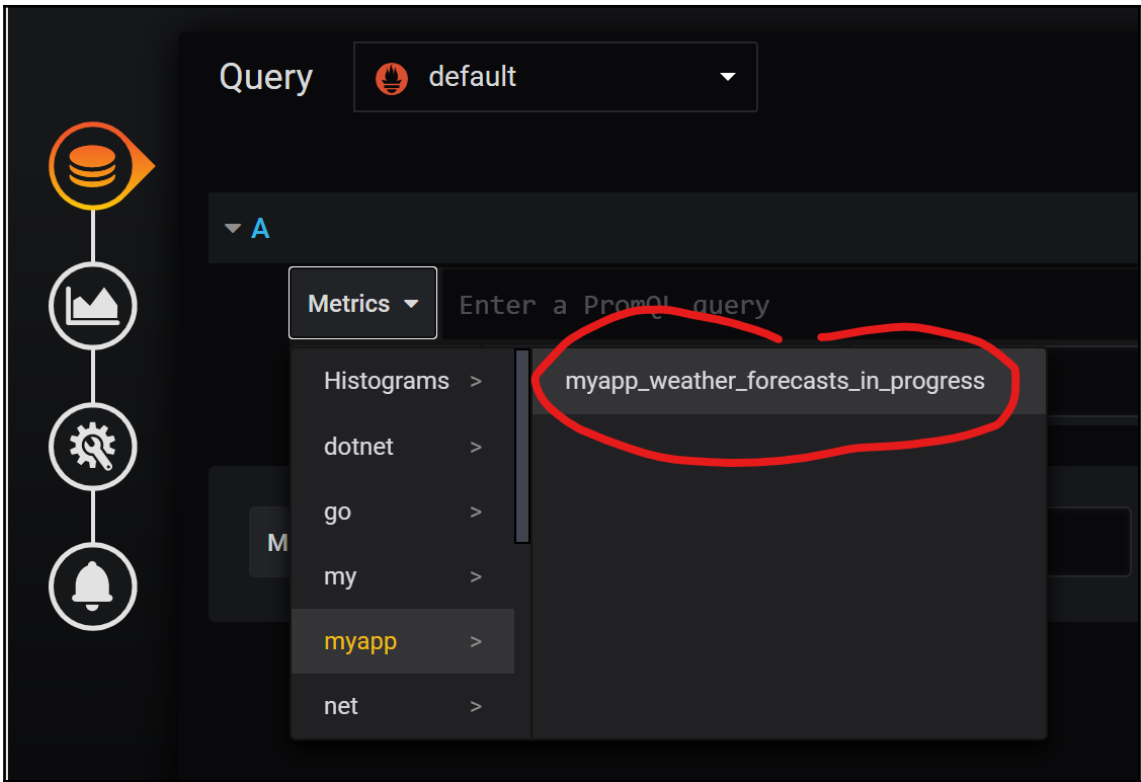 Query default
A
Metrics Enter a PromQL query
Histograms >
myapp_weather_forecasts_in_progress
dotnet >
go >
M
my >
myapp >
net >